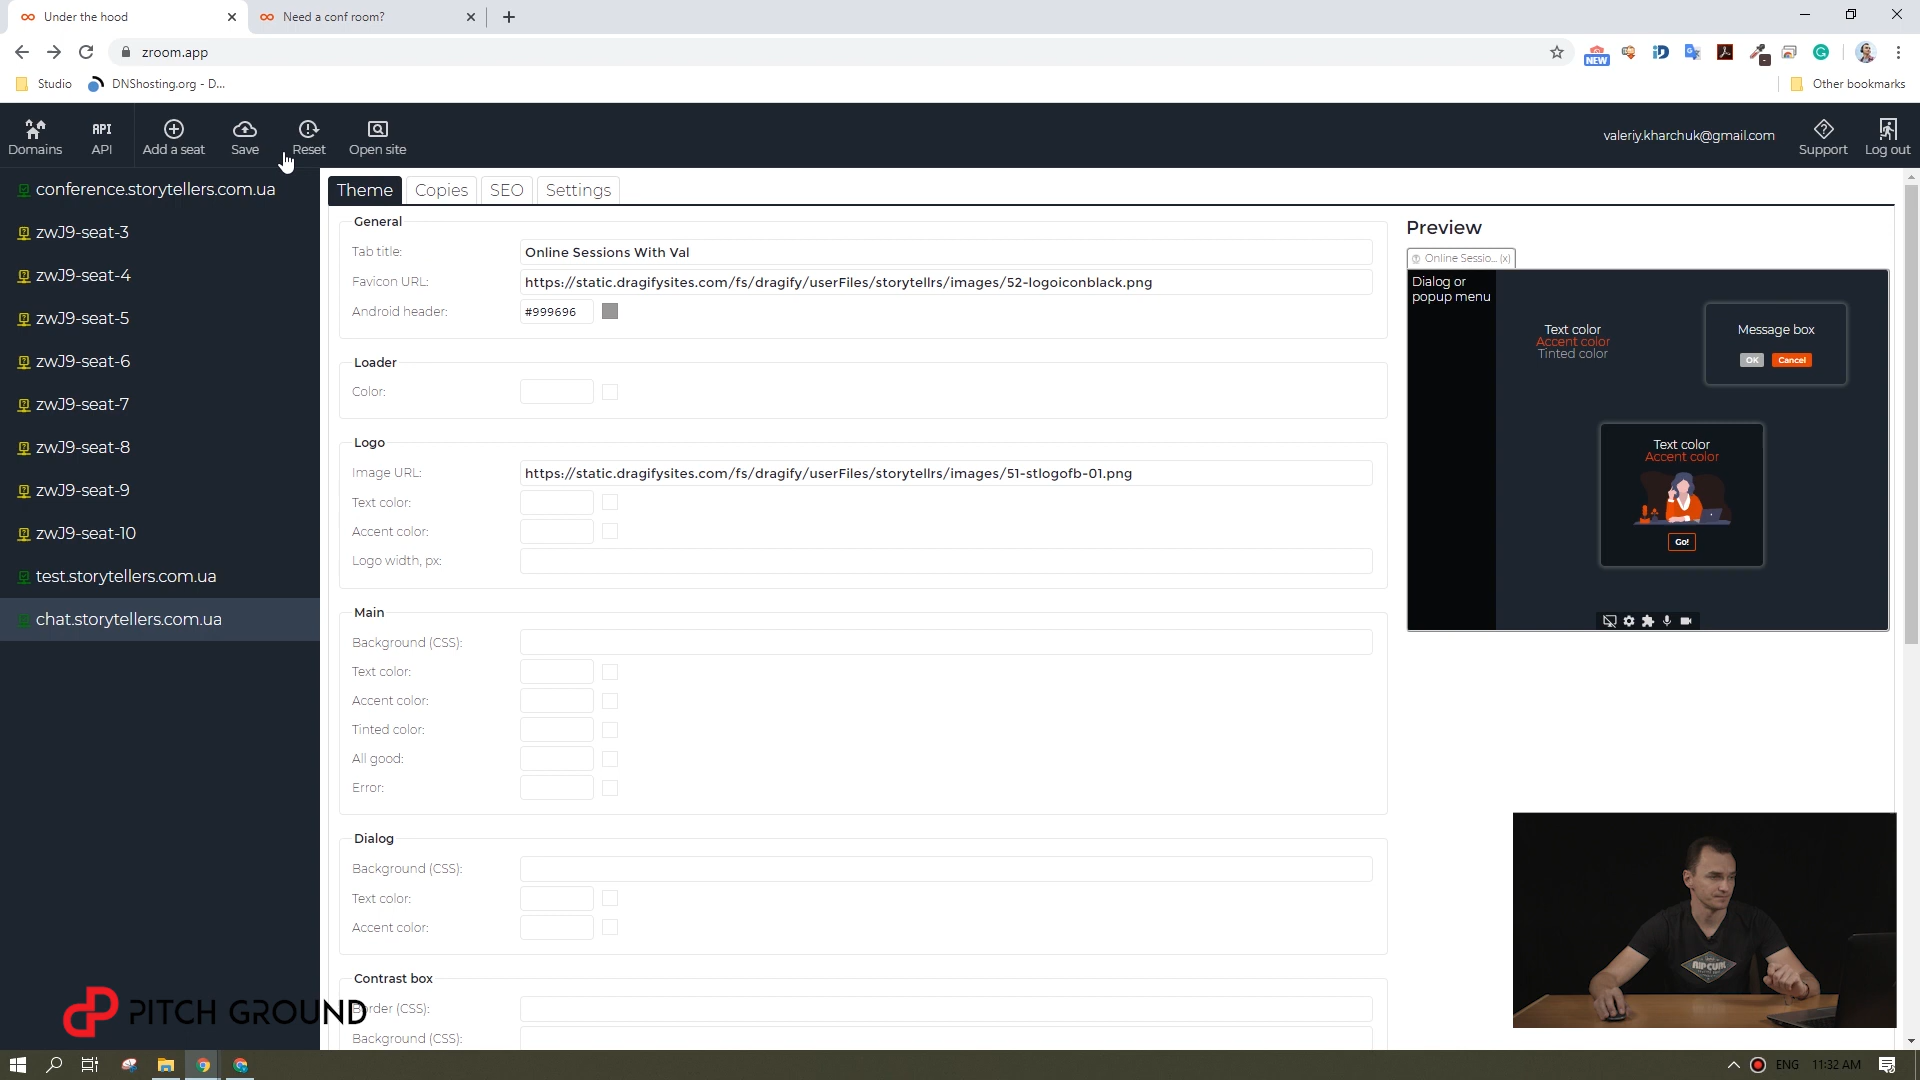 Under the hood
Need a conf room?
zroom.app
NEW
Studio
DNShosting.org - D...
Other bookmarks
Domains
API
API
Add a seat
Save
Reset
Open site
valeriy.kharchuk@gmail.com
Support
Log out
conference.storytellers.com.ua
zwJ9-seat-3
zwJ9-seat-4
zwJ9-seat-5
zwJ9-seat-6
zwJ9-seat-7
zwJ9-seat-8
zwJ9-seat-9
zwJ9-seat-10
test.storytellers.com.ua
chat.storytellers.com.ua
Theme
Copies
SEO
Settings
General
Tab title:
Online Sessions With Val
Favicon URL:
https://static.dragifysites.com/fs/dragify/userFiles/storytellrs/images/52-logoiconblack.png
Android header:
#999696
Loader
Color:
Logo
Image URL:
https://static.dragifysites.com/fs/dragify/userFiles/storytellrs/images/51-stlogofb-01.png
Text color:
Accent color:
Logo width, px:
Main
Background (CSS):
Text color:
Accent color:
Tinted color:
All good:
Error:
Dialog
Background (CSS):
Text color:
Accent color:
Contrast box
Border (CSS):
Background (CSS):
Preview
Online Sessio... (x)
Dialog or
popup menu
Text color
Accent color
Tinted color
Message box
OK
Cancel
Text color
Accent color
Go!
RIP CURL
PITCH GROUND
ENG
11:32 AM